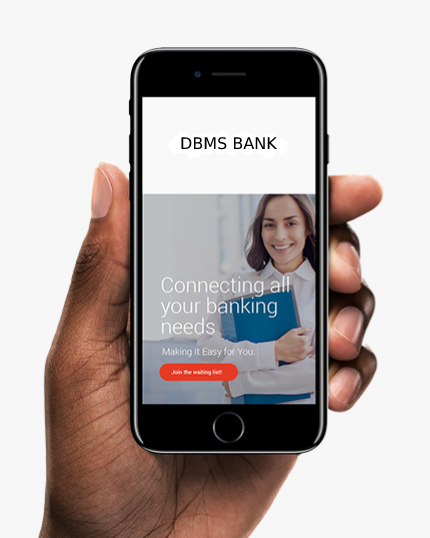 DBMS BANK
Connecting all
your banking
needs
Making It Easy for You.
Join the waiting list!